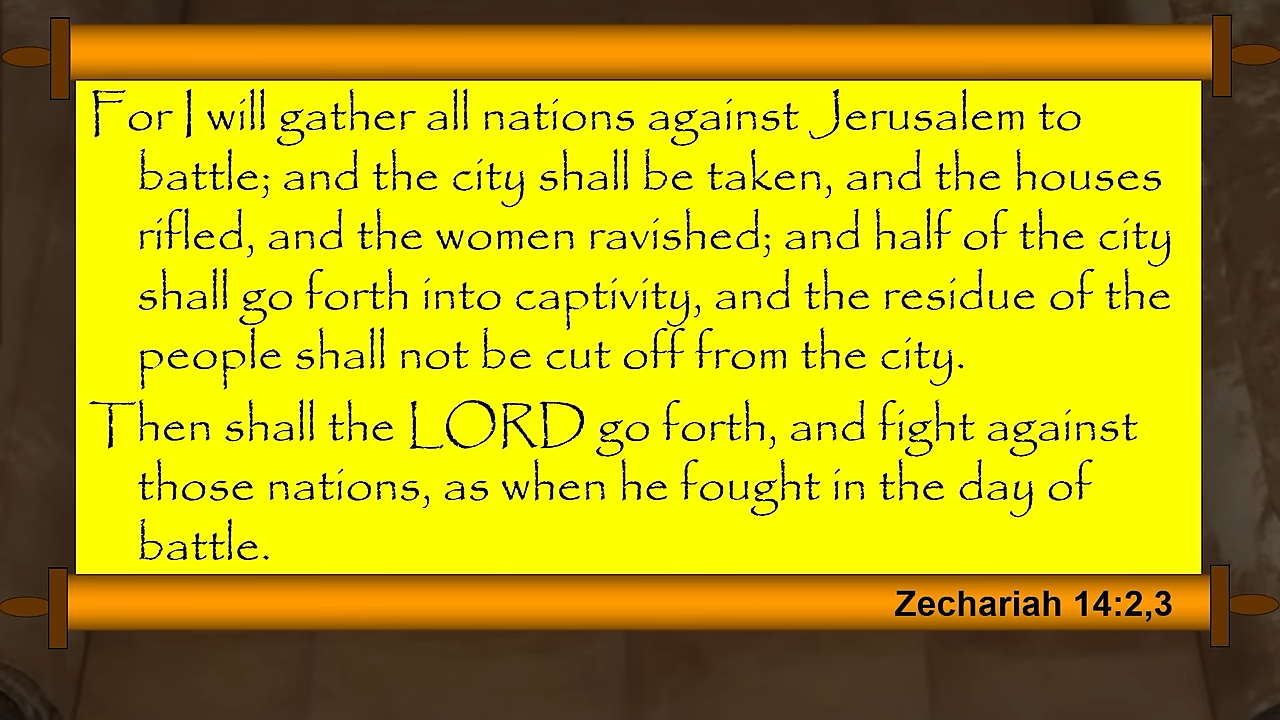 For I will gather all nations against Jerusalem to
battle; and the city shall be taken, and the houses
rifled, and the women ravished; and half of the city
shall go forth into captivity, and the residue of the
people shall not be cut off from the city.
Then shall the LORD go forth, and fight against
those nations, as when he fought in the day of
battle.
Zechariah 14:2,3